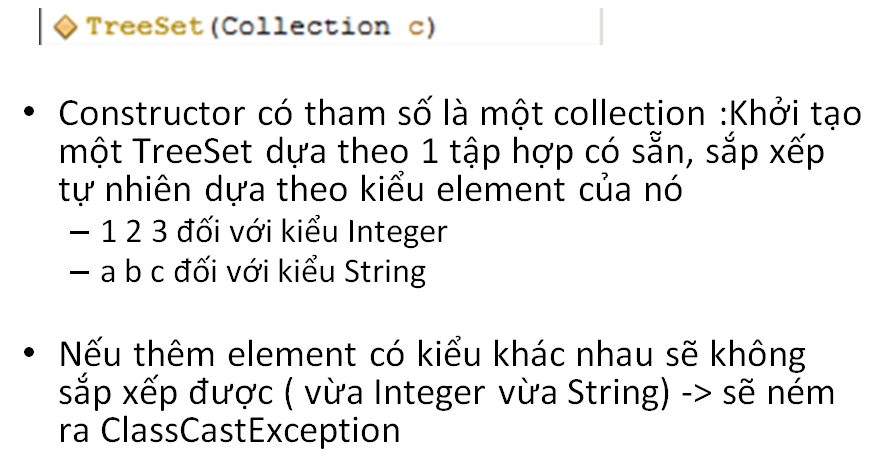 TreeSet(Collection c)
• Constructor có tham số là một collection :Khởi tạo
một TreeSet dựa theo 1 tập hợp có sẵn, sắp xếp
tự nhiên dựa theo kiểu element của nó
– 1 2 3 đối với kiểu Integer
– a b c đối với kiểu String
• Nếu thêm element có kiểu khác nhau sẽ không
sắp xếp được ( vừa Integer vừa String) -> sẽ ném
ra ClassCastException